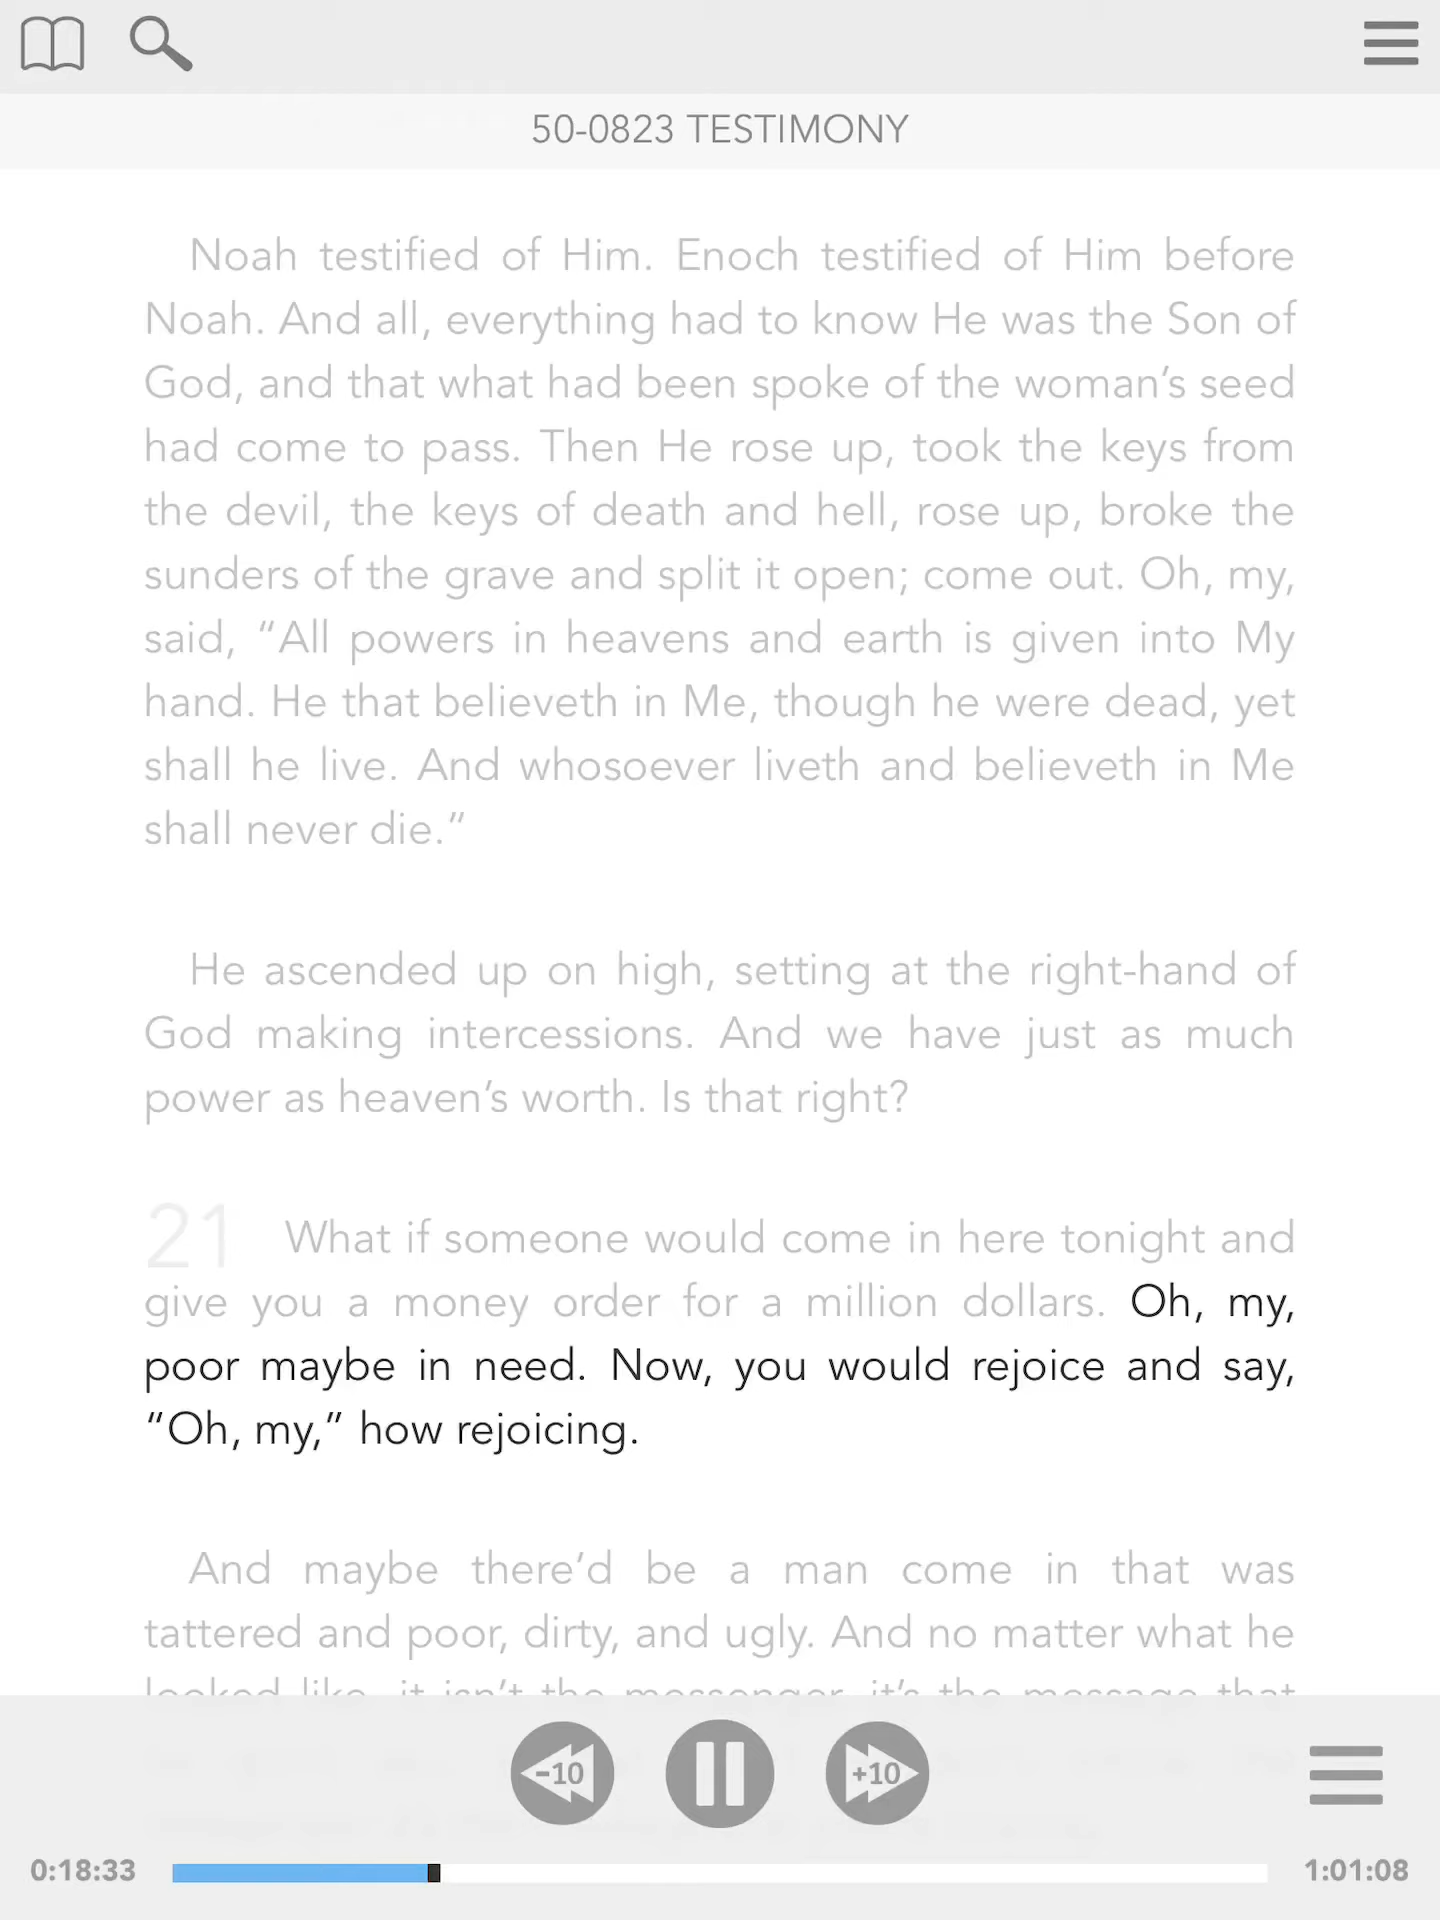 50-0823 TESTIMONY
Noah testified of Him. Enoch testified of Him before
Noah. And all, everything had to know He was the Son of
God, and that what had been spoke of the woman’s seed
had come to pass. Then He rose up, took the keys from
the devil, the keys of death and hell, rose up, broke the
sunders of the grave and split it open; come out. Oh, my,
said, “All powers in heavens and earth is given into My
hand. He that believeth in Me, though he were dead, yet
shall he live. And whosoever liveth and believeth in Me
shall never die.”
He ascended up on high, setting at the right-hand of
God making intercessions. And we have just as much
power as heaven’s worth. Is that right?
21 What if someone would come in here tonight and
give you a money order for a million dollars. Oh, my,
poor maybe in need. Now, you would rejoice and say,
“Oh, my,” how rejoicing.
And maybe there’d be a man come in that was
tattered and poor, dirty, and ugly. And no matter what he
looked like, it isn’t the messenger, it’s the message that
-10 +10
0:18:33 1:01:08